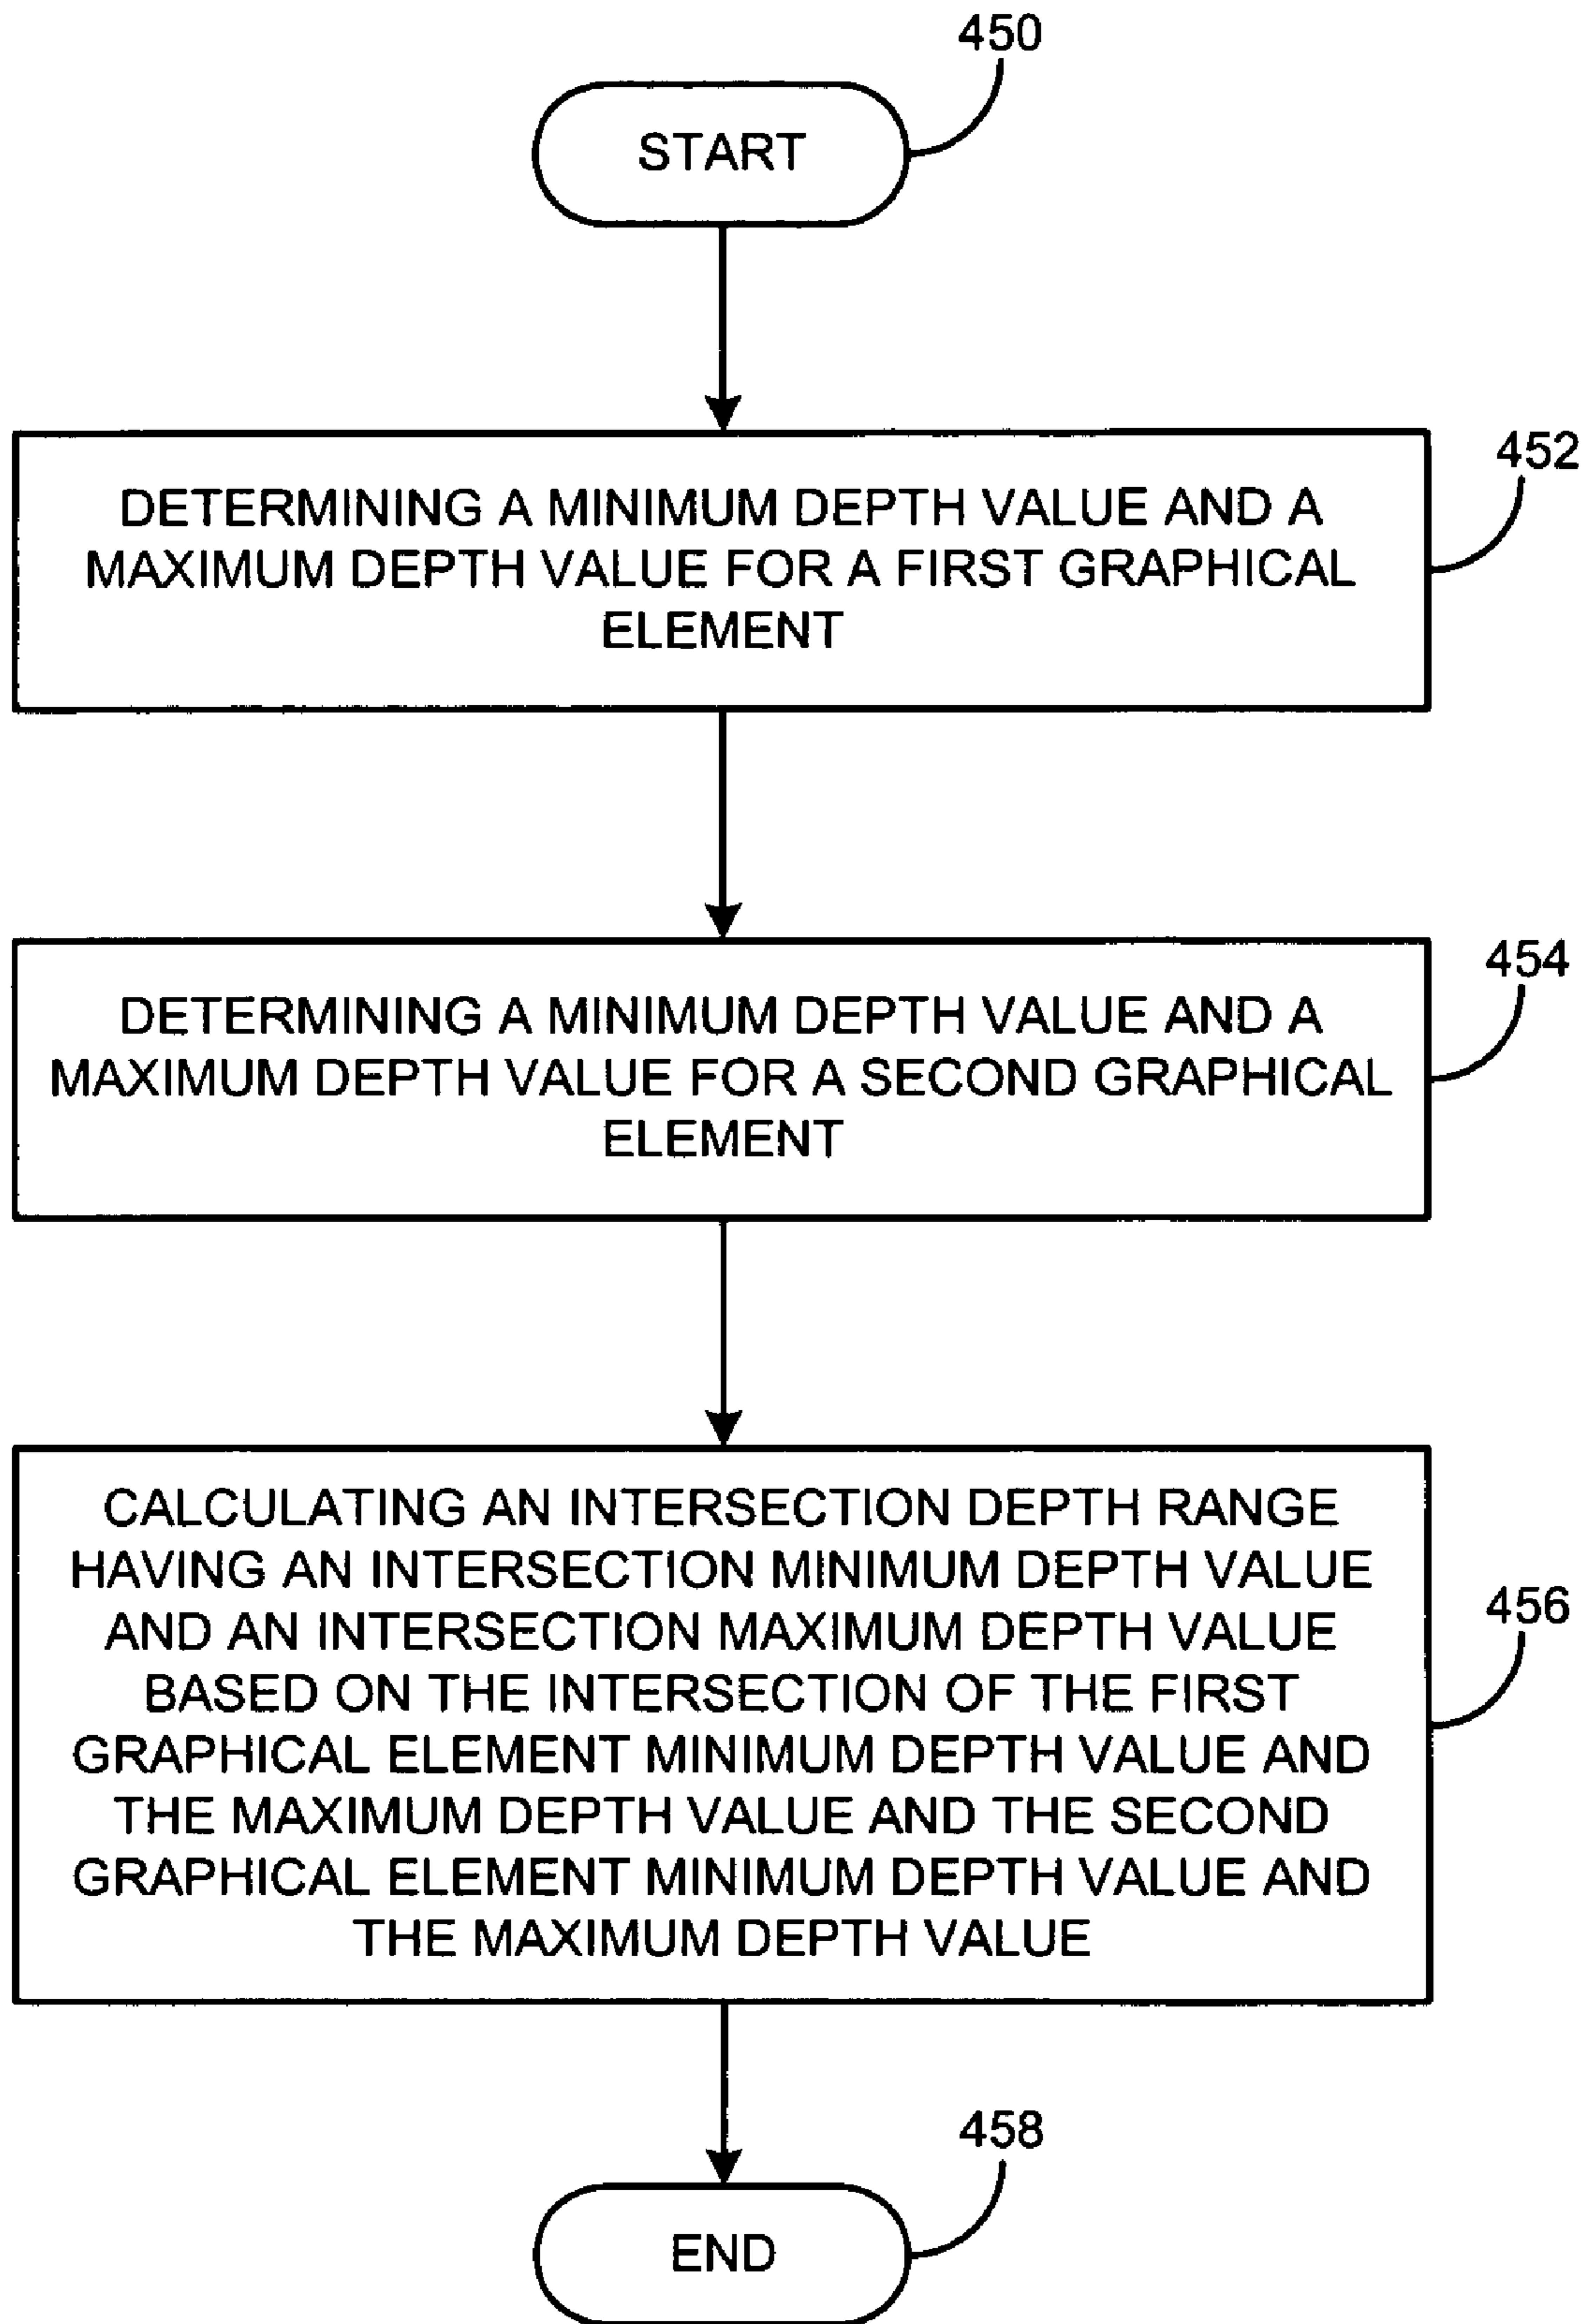 450
START
452
DETERMINING A MINIMUM DEPTH VALUE AND A
MAXIMUM DEPTH VALUE FOR A FIRST GRAPHICAL
ELEMENT
454
DETERMINING A MINIMUM DEPTH VALUE AND A
MAXIMUM DEPTH VALUE FOR A SECOND GRAPHICAL
ELEMENT
CALCULATING AN INTERSECTION DEPTH RANGE
HAVING AN INTERSECTION MINIMUM DEPTH VALUE
AND AN INTERSECTION MAXIMUM DEPTH VALUE
BASED ON THE INTERSECTION OF THE FIRST
GRAPHICAL ELEMENT MINIMUM DEPTH VALUE AND
THE MAXIMUM DEPTH VALUE AND THE SECOND
GRAPHICAL ELEMENT MINIMUM DEPTH VALUE AND
THE MAXIMUM DEPTH VALUE
456
458
END